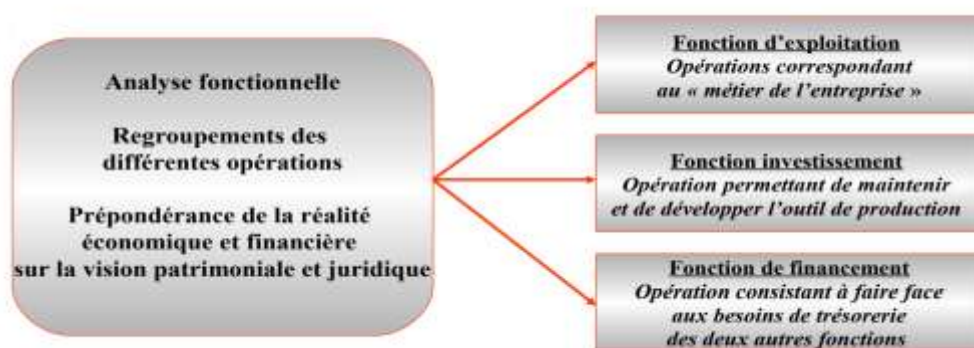 Analyse fonctionnelle
Regroupements des
différentes opérations
Prépondérance de la réalité
économique et financière
sur la vision patrimoniale et juridique
Fonction d'exploitation
Opérations correspondant
au « métier de l'entreprise »
Fonction investissement
Opération permettant de maintenir
et de développer l'outil de production
Fonction de financement
Opération consistant à faire face
aux besoins de trésorerie
des deux autres fonctions